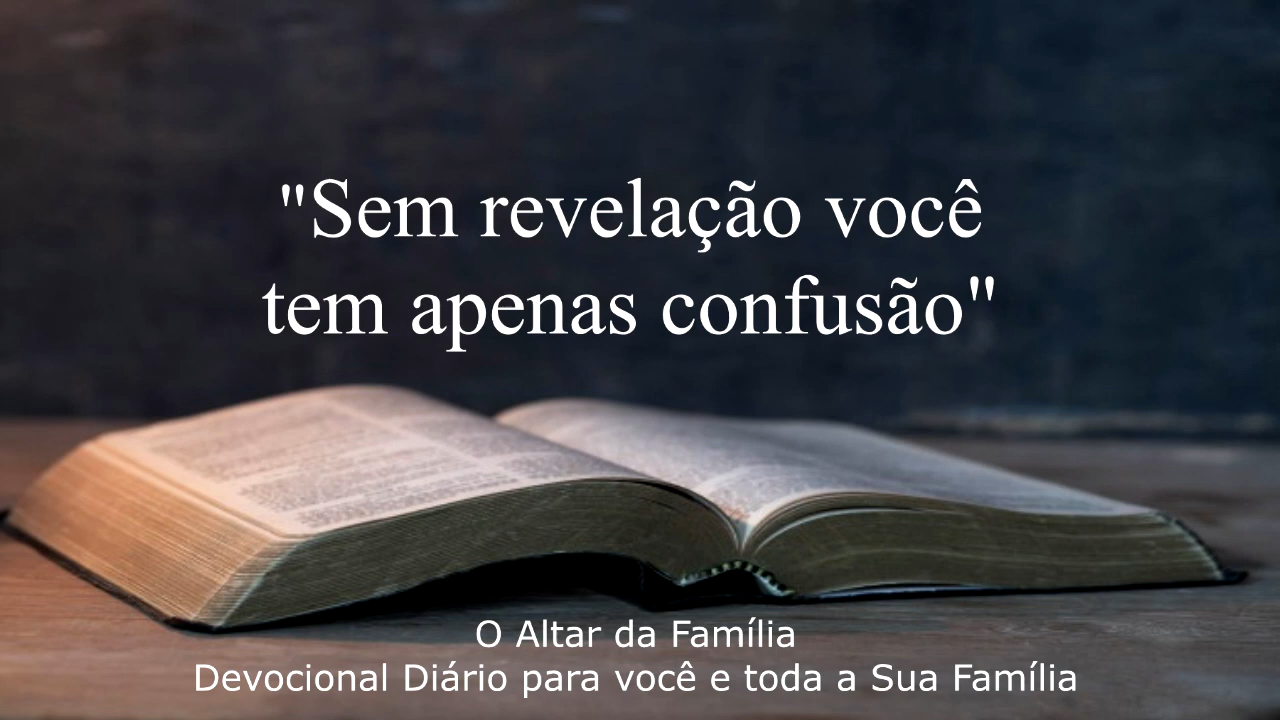 "Sem revelação você
tem apenas confusão"
O Altar da Família
Devocional Diário para você e toda a Sua Família